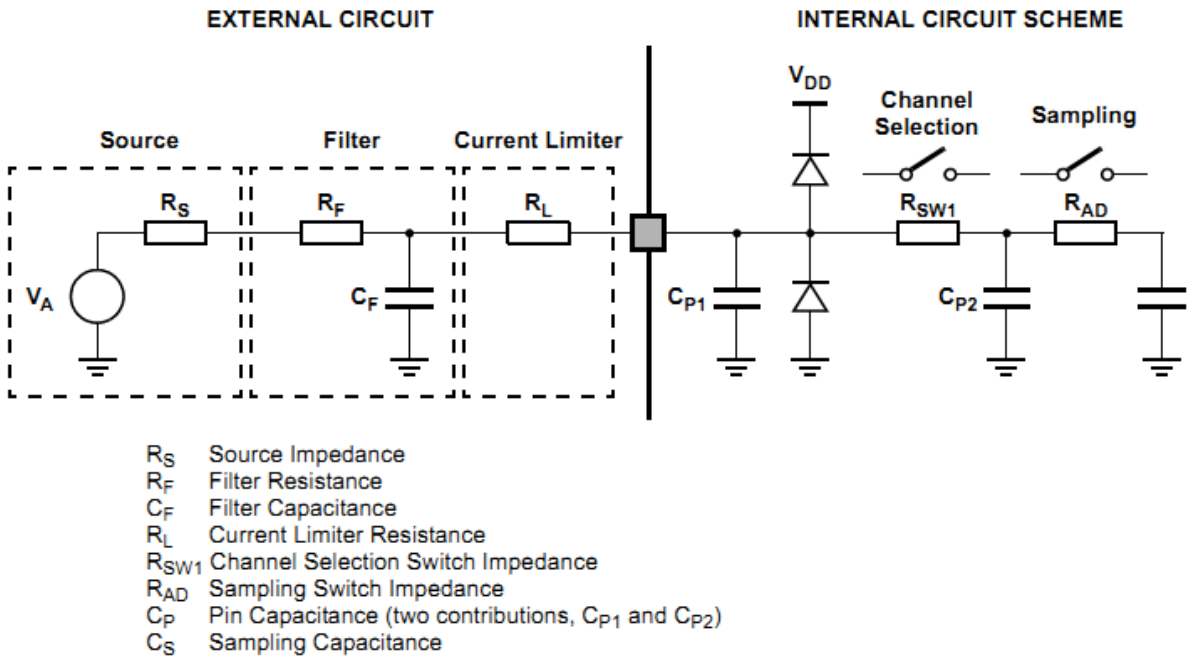 EXTERNAL CIRCUIT
INTERNAL CIRCUIT SCHEME
VDD
Channel
Selection
Sampling
Source
Filter
Current Limiter
RS
RF
RL
RSW1
RAD
VA
CF
CP1
CP2
RS Source Impedance
RF Filter Resistance
CF Filter Capacitance
RL Current Limiter Resistance
RSW1 Channel Selection Switch Impedance
RAD Sampling Switch Impedance
CP Pin Capacitance (two contributions, CP1 and CP2)
CS Sampling Capacitance